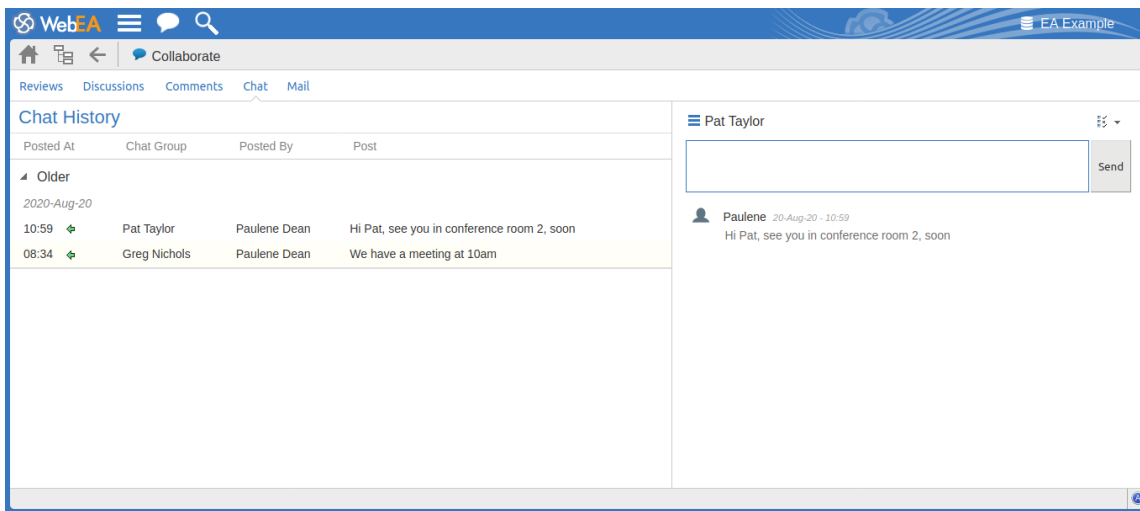 WebEA
EA Example
Collaborate
Reviews Discussions Comments Chat Mail
Chat History
Posted At Chat Group Posted By Post
Older
2020-Aug-20
10:59 Pat Taylor Paulene Dean Hi Pat, see you in conference room 2, soon
08:34 Greg Nichols Paulene Dean We have a meeting at 10am
Pat Taylor
Send
Paulene 20-Aug-20 - 10:59
Hi Pat, see you in conference room 2, soon